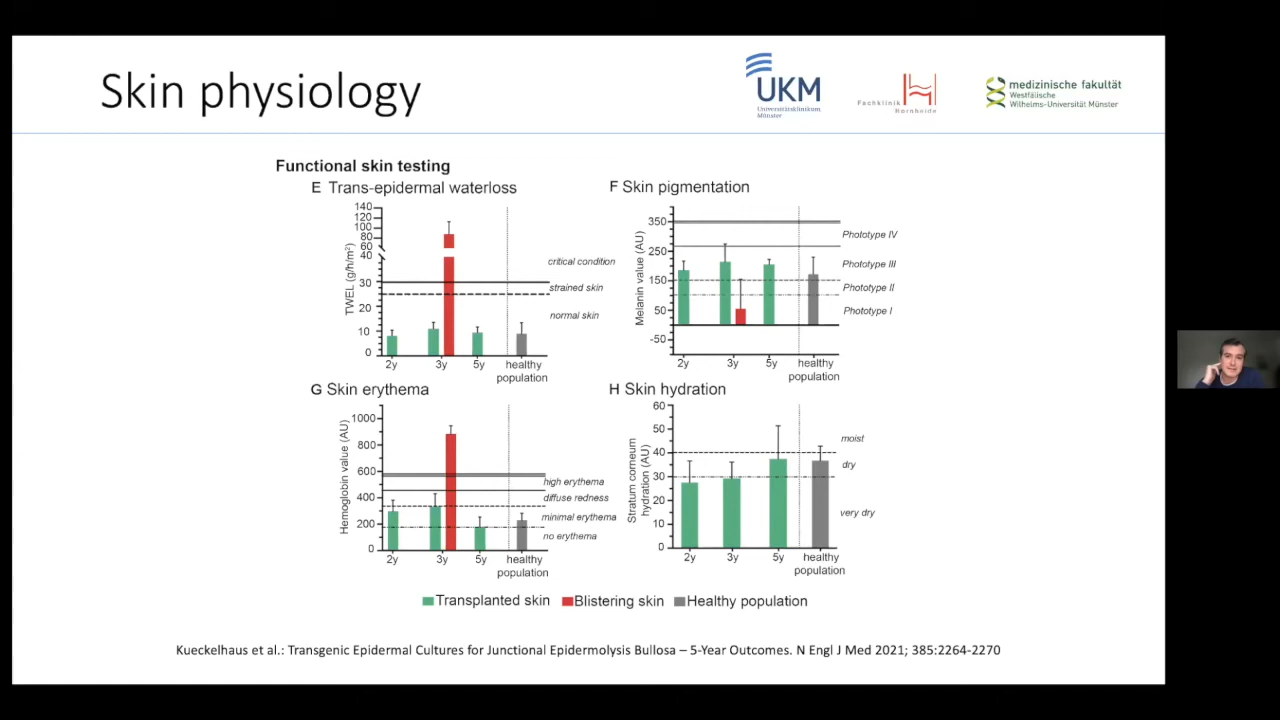 Skin physiology
UKM
Universitätsklinikum
Münster
Fachklinik
Hornheide
medizinische fakultät
Westfälische
Wilhelms-Universität Münster
Functional skin testing
E Trans-epidermal waterloss
TWEL (g/h/m²)
140
120
100
80
60
40
30
20
10
0
critical condition
strained skin
normal skin
2y 3y 5y healthy
population
F Skin pigmentation
Melanin value (AU)
350
250
150
50
-50
Phototype IV
Phototype III
Phototype II
Phototype I
2y 3y 5y healthy
population
G Skin erythema
Hemoglobin value (AU)
1000
800
600
400
200
0
high erythema
diffuse redness
minimal erythema
no erythema
2y 3y 5y healthy
population
H Skin hydration
Stratum corneum
hydration (AU)
60
50
40
30
20
10
0
moist
dry
very dry
2y 3y 5y healthy
population
Transplanted skin Blistering skin Healthy population
Kueckelhaus et al.: Transgenic Epidermal Cultures for Junctional Epidermolysis Bullosa – 5-Year Outcomes. N Engl J Med 2021; 385:2264-2270